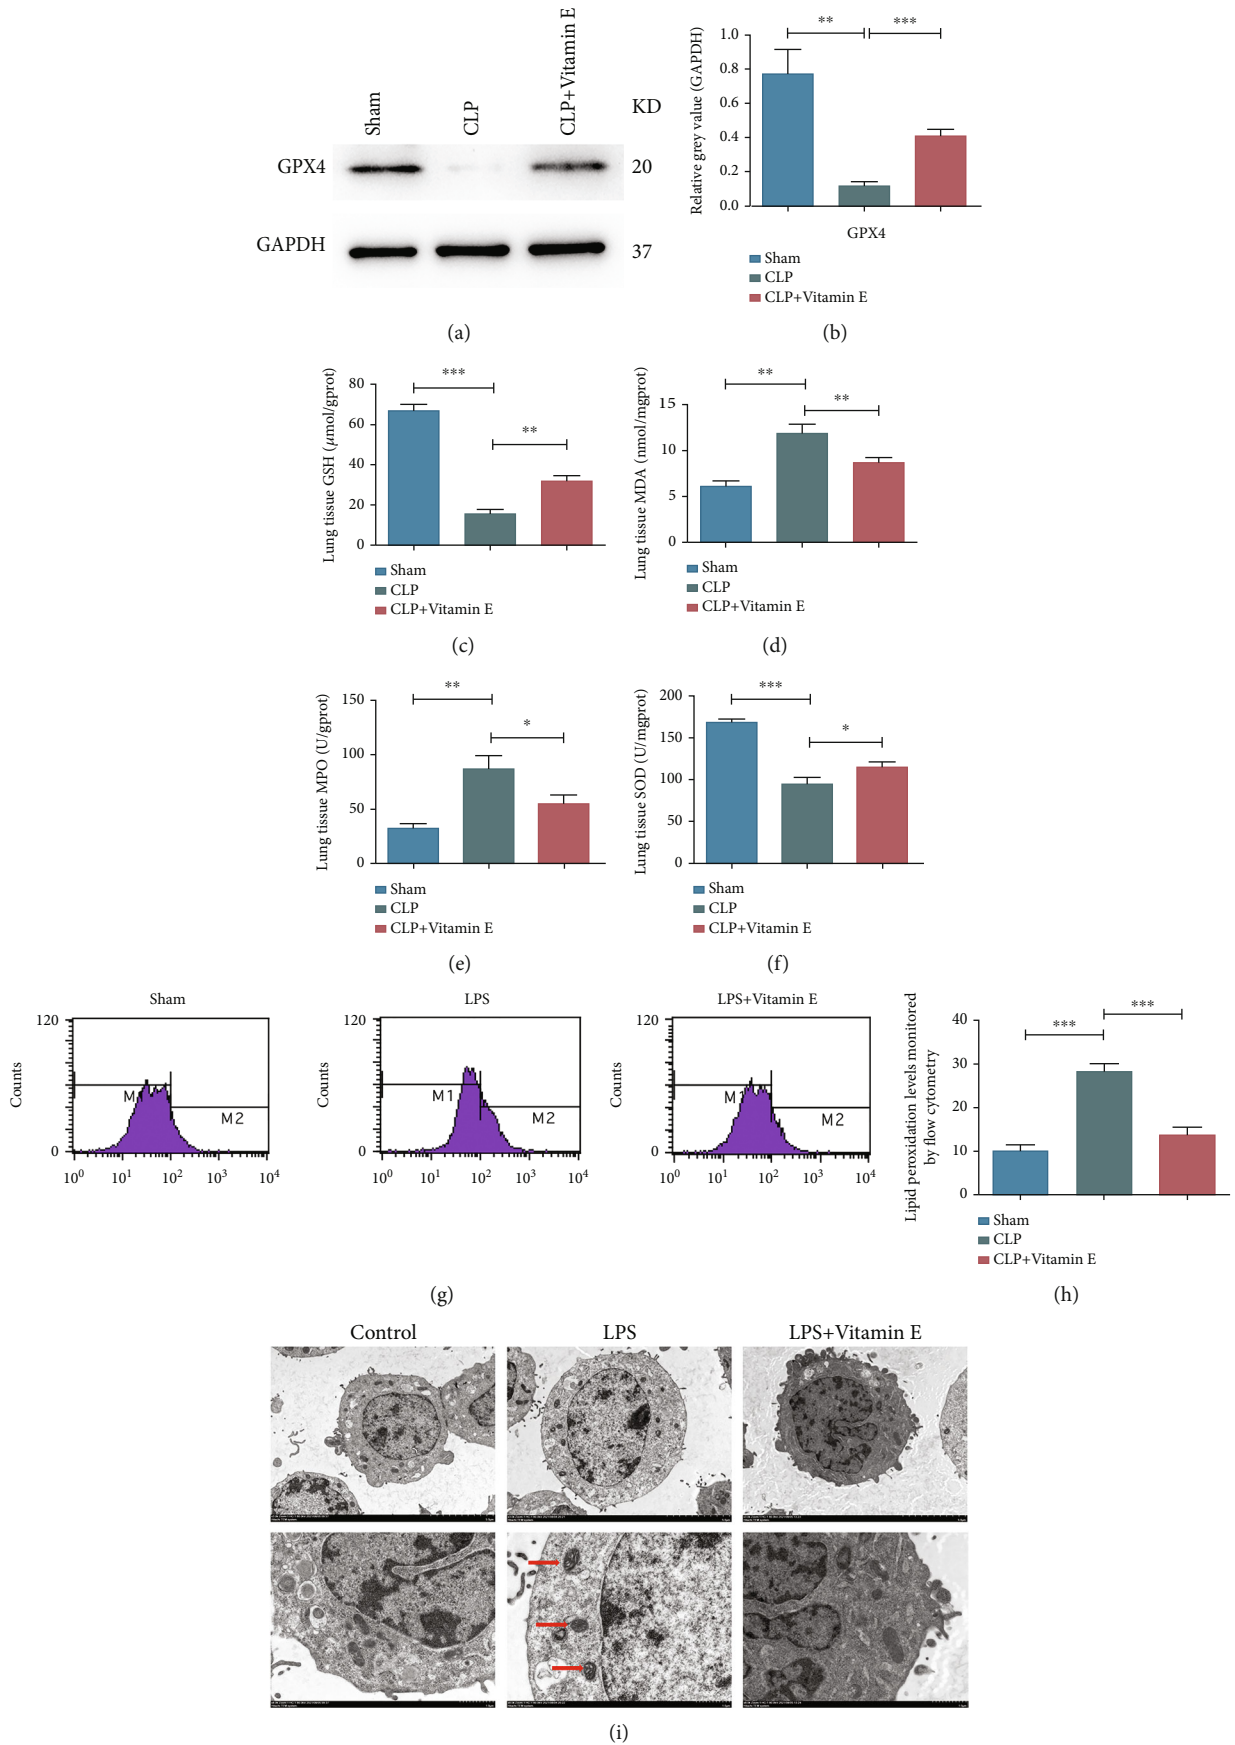 Sham
CLP
CLP+Vitamin E
KD
GPX4
20
GAPDH
37
(a)
Relative grey value (GAPDH)
1.0
0.8
0.6
0.4
0.2
0.0
**
***
GPX4
Sham
CLP
CLP+Vitamin E
(b)
Lung tissue GSH (μmol/gprot)
80
60
40
20
0
***
**
Sham
CLP
CLP+Vitamin E
(c)
Lung tissue MDA (nmol/mgprot)
15
10
5
0
**
**
Sham
CLP
CLP+Vitamin E
(d)
Lung tissue MPO (U/gprot)
150
100
50
0
**
*
Sham
CLP
CLP+Vitamin E
(e)
Lung tissue SOD (U/mgprot)
200
150
100
50
0
***
*
Sham
CLP
CLP+Vitamin E
(f)
Sham
Counts
120
0
M
M2
10⁰ 10¹ 10² 10³ 10⁴
LPS
Counts
120
0
M1
M2
10⁰ 10¹ 10² 10³ 10⁴
LPS+Vitamin E
Counts
120
0
M1
M2
10⁰ 10¹ 10² 10³ 10⁴
(g)
Lipid peroxidation levels monitored
by flow cytometry
40
30
20
10
0
***
***
Sham
CLP
CLP+Vitamin E
(h)
Control
LPS
LPS+Vitamin E
(i)